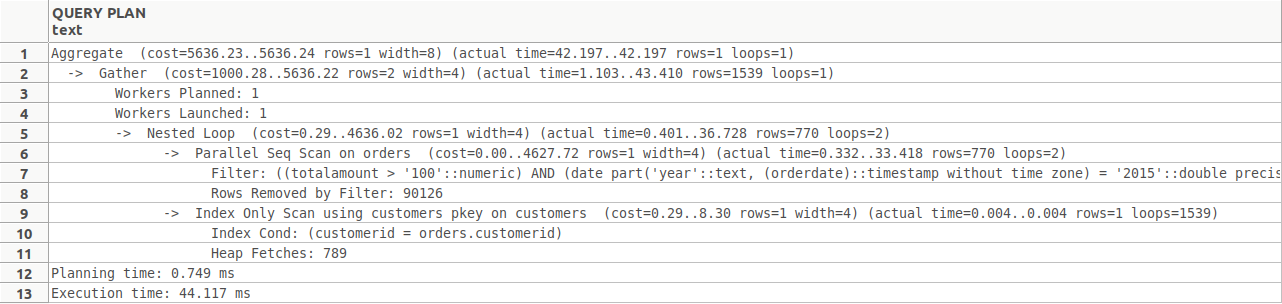 QUERY PLAN
text
1 Aggregate (cost=5636.23..5636.24 rows=1 width=8) (actual time=42.197..42.197 rows=1 loops=1)
2 -> Gather (cost=1000.28..5636.22 rows=2 width=4) (actual time=1.103..43.410 rows=1539 loops=1)
3 Workers Planned: 1
4 Workers Launched: 1
5 -> Nested Loop (cost=0.29..4636.02 rows=1 width=4) (actual time=0.401..36.728 rows=770 loops=2)
6 -> Parallel Seq Scan on orders (cost=0.00..4627.72 rows=1 width=4) (actual time=0.332..33.418 rows=770 loops=2)
7 Filter: ((totalamount > '100'::numeric) AND (date part('year'::text, (orderdate)::timestamp without time zone) = '2015'::double precis
8 Rows Removed by Filter: 90126
9 -> Index Only Scan using customers pkey on customers (cost=0.29..8.30 rows=1 width=4) (actual time=0.004..0.004 rows=1 loops=1539)
10 Index Cond: (customerid = orders.customerid)
11 Heap Fetches: 789
12 Planning time: 0.749 ms
13 Execution time: 44.117 ms